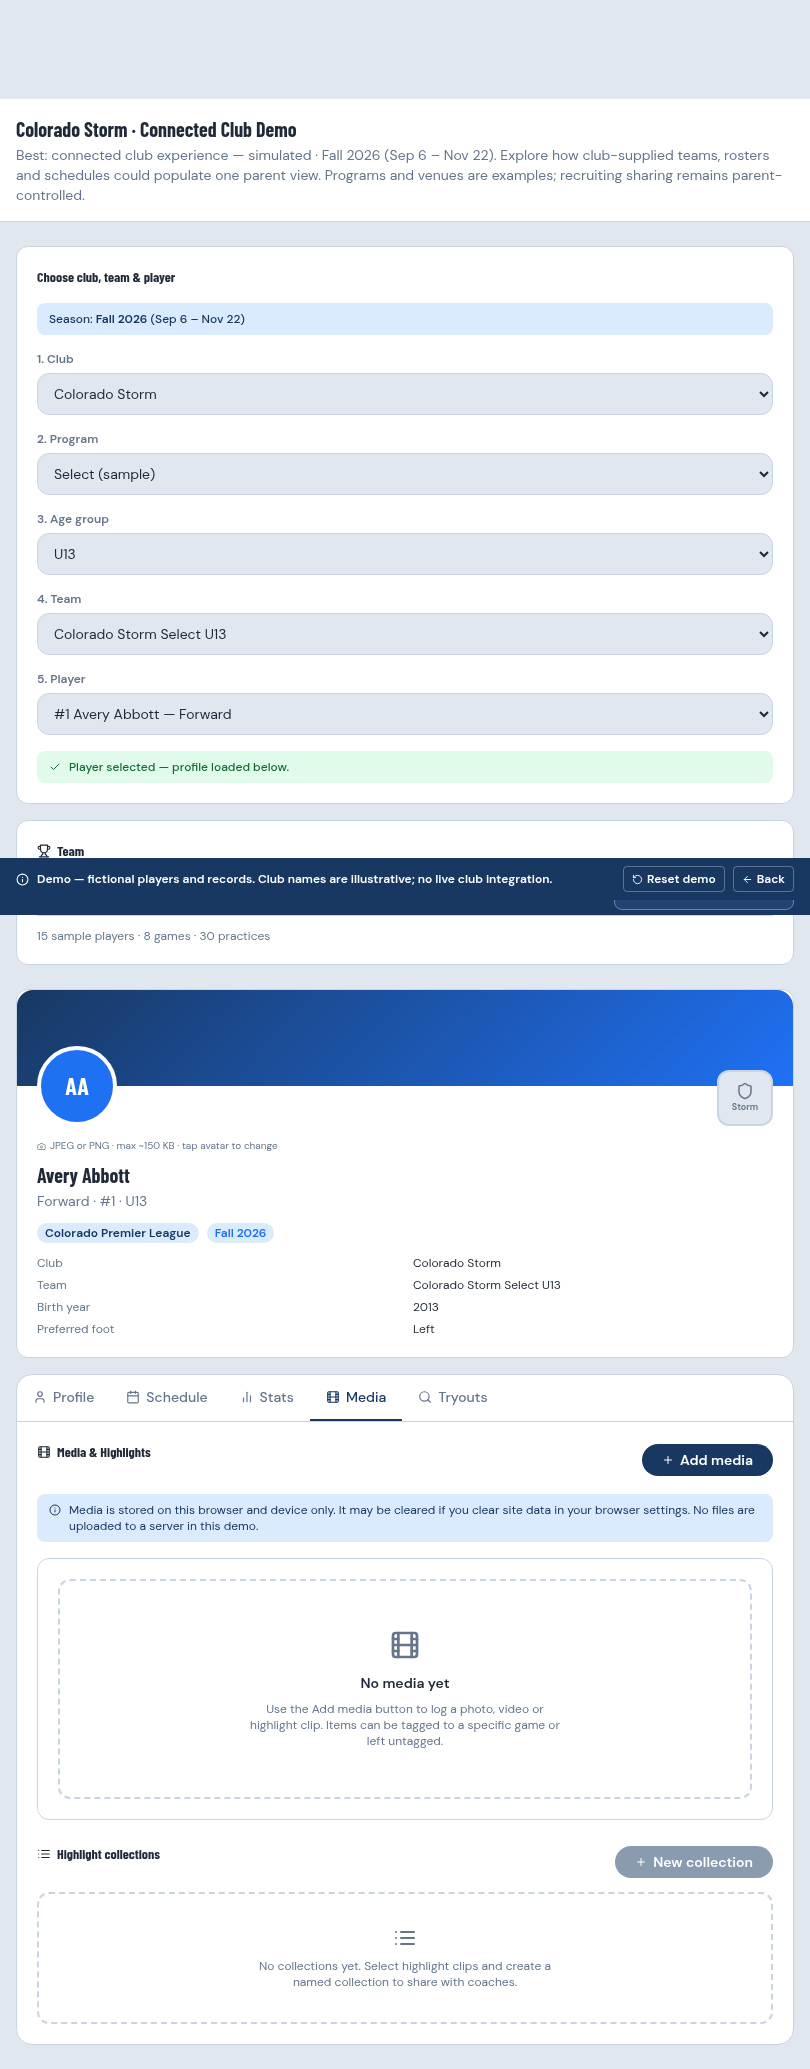 Colorado Storm · Connected Club Demo
Best: connected club experience — simulated · Fall 2026 (Sep 6 – Nov 22). Explore how club-supplied teams, rosters
and schedules could populate one parent view. Programs and venues are examples; recruiting sharing remains parent-
controlled.
Choose club, team & player
Season: Fall 2026 (Sep 6 – Nov 22)
1. Club
Colorado Storm
2. Program
Select (sample)
3. Age group
U13
4. Team
Colorado Storm Select U13
5. Player
#1 Avery Abbott — Forward
Player selected — profile loaded below.
Team
Demo — fictional players and records. Club names are illustrative; no live club integration.
Reset demo
Back
15 sample players · 8 games · 30 practices
AA
Storm
JPEG or PNG · max ~150 KB · tap avatar to change
Avery Abbott
Forward · #1 · U13
Colorado Premier League Fall 2026
Club Colorado Storm
Team Colorado Storm Select U13
Birth year 2013
Preferred foot Left
Profile Schedule Stats Media Tryouts
Media & Highlights
Add media
Media is stored on this browser and device only. It may be cleared if you clear site data in your browser settings. No files are
uploaded to a server in this demo.
No media yet
Use the Add media button to log a photo, video or
highlight clip. Items can be tagged to a specific game or
left untagged.
Highlight collections
New collection
No collections yet. Select highlight clips and create a
named collection to share with coaches.